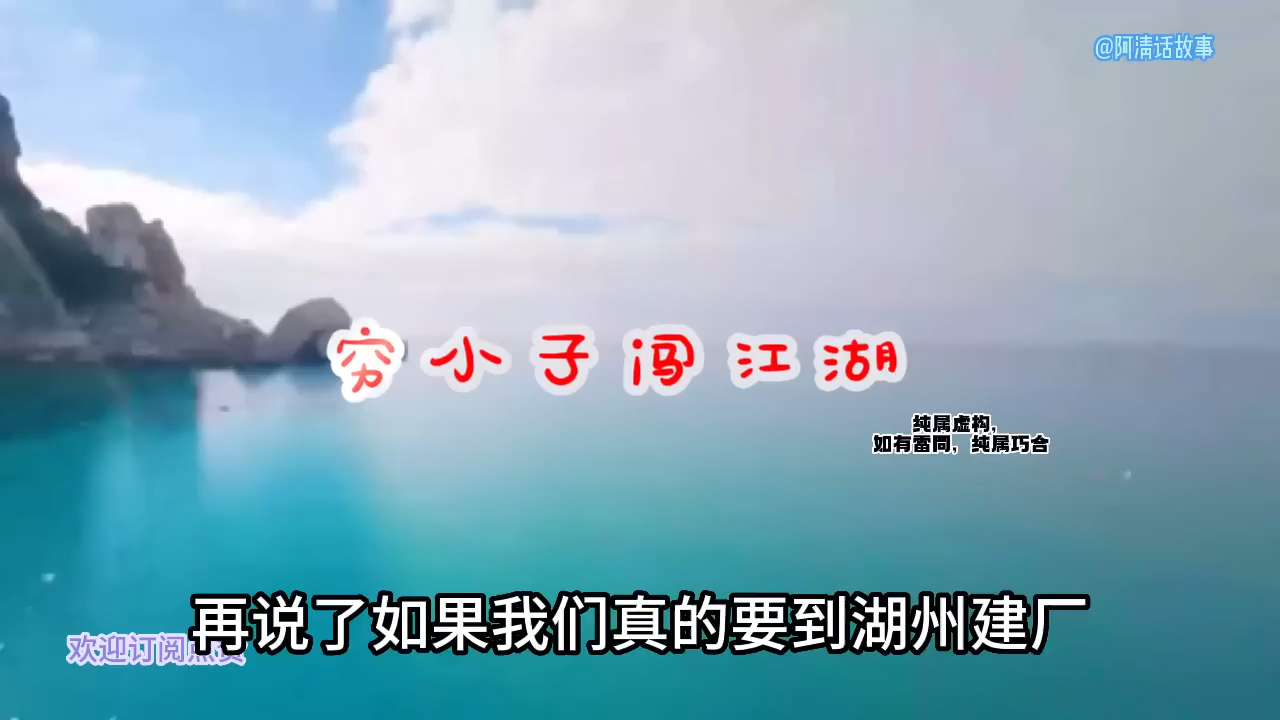 @阿清话故事
穷小子闯江湖
纯属虚构,
如有雷同，纯属巧合
再说了如果我们真的要到湖州建厂
欢迎订阅